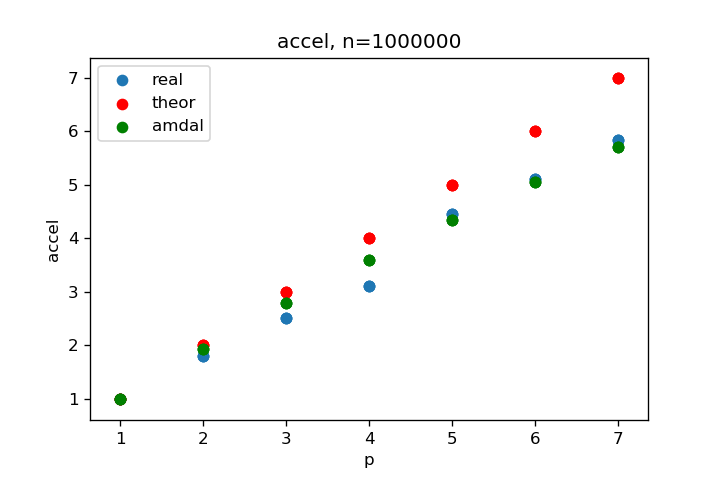 accel, n=1000000
real
theor
amdal
7
6
5
4
3
2
1
accel
1 2 3 4 5 6 7
p